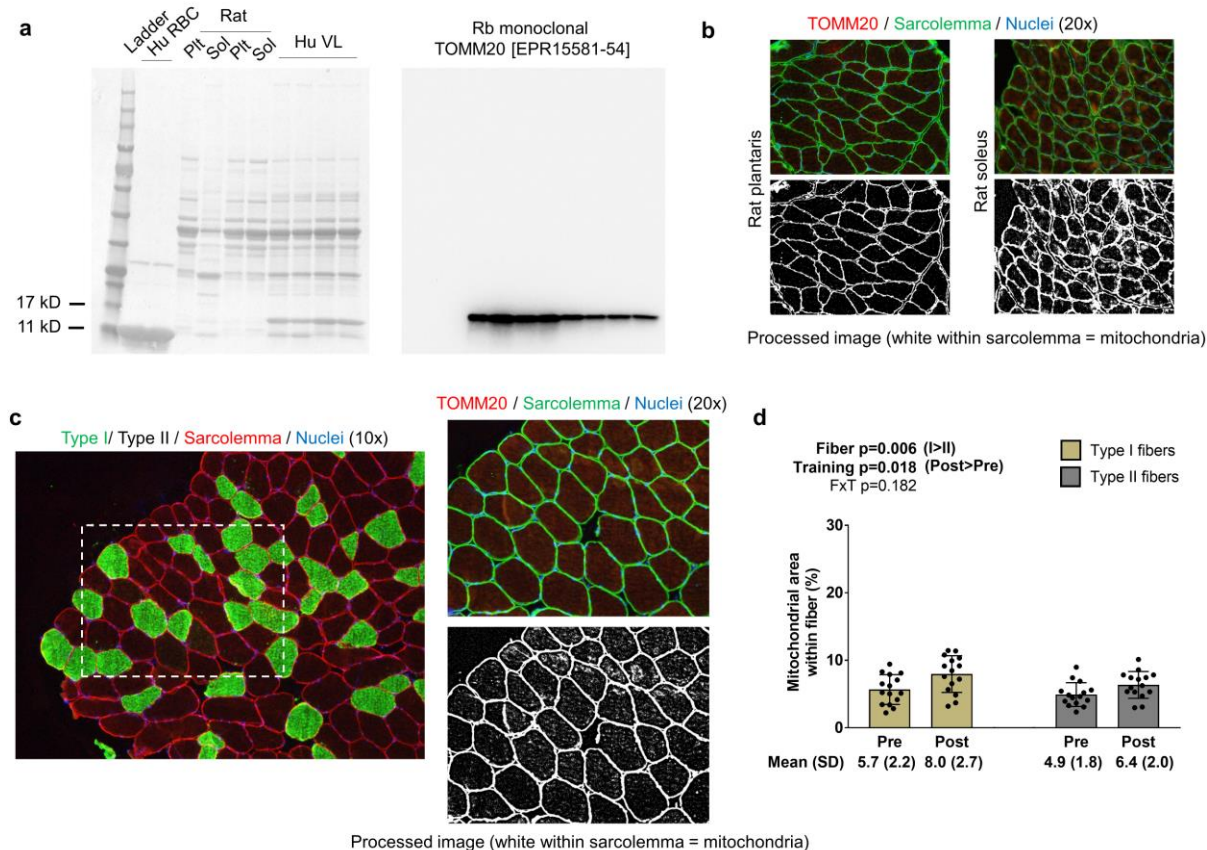 a
Ladder
Hu RBC
Rat
Plt
Sol
Plt
Sol
Hu VL
17 kD
11 kD
Rb monoclonal
TOMM20 [EPR15581-54]
b
TOMM20 / Sarcolemma / Nuclei (20x)
Rat plantaris
Rat soleus
Processed image (white within sarcolemma = mitochondria)
c
Type I/ Type II / Sarcolemma / Nuclei (10x)
TOMM20 / Sarcolemma / Nuclei (20x)
Processed image (white within sarcolemma = mitochondria)
d
Fiber p=0.006 (I>II)
Training p=0.018 (Post>Pre)
FxT p=0.182
Type I fibers
Type II fibers
Mitochondrial area
within fiber (%)
30
20
10
0
Pre Post Pre Post
Mean (SD) 5.7 (2.2) 8.0 (2.7) 4.9 (1.8) 6.4 (2.0)